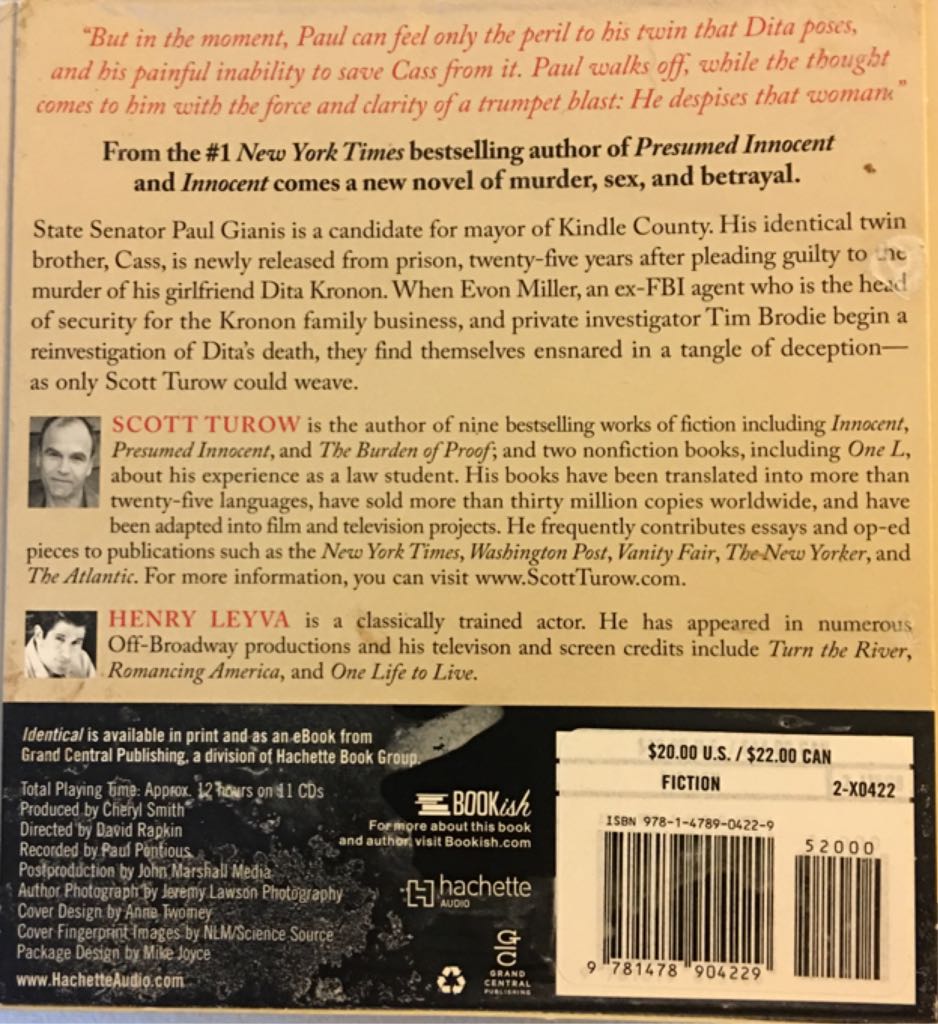 "But in the moment, Paul can feel only the peril to his twin that Dita poses,
and his painful inability to save Cass from it. Paul walks off, while the thought
comes to him with the force and clarity of a trumpet blast: He despises that woman."
From the #1 New York Times bestselling author of Presumed Innocent
and Innocent comes a new novel of murder, sex, and betrayal.
State Senator Paul Gianis is a candidate for mayor of Kindle County. His identical twin
brother, Cass, is newly released from prison, twenty-five years after pleading guilty to the
murder of his girlfriend Dita Kronon. When Evon Miller, an ex-FBI agent who is the head
of security for the Kronon family business, and private investigator Tim Brodie begin a
reinvestigation of Dita's death, they find themselves ensnared in a tangle of deception—
as only Scott Turow could weave.
SCOTT TUROW is the author of nine bestselling works of fiction including Innocent,
Presumed Innocent, and The Burden of Proof; and two nonfiction books, including One L,
about his experience as a law student. His books have been translated into more than
twenty-five languages, have sold more than thirty million copies worldwide, and have
been adapted into film and television projects. He frequently contributes essays and op-ed
pieces to publications such as the New York Times, Washington Post, Vanity Fair, The New Yorker, and
The Atlantic. For more information, you can visit www.ScottTurow.com.
HENRY LEYVA is a classically trained actor. He has appeared in numerous
Off-Broadway productions and his televison and screen credits include Turn the River,
Romancing America, and One Life to Live.
Identical is available in print and as an eBook from
Grand Central Publishing, a division of Hachette Book Group.
Total Playing Time: Approx. 12 hours on 11 CDs
Produced by Cheryl Smith
Directed by David Rapkin
Recorded by Paul Pontious
Postproduction by John Marshall Media
Author Photograph by Jeremy Lawson Photography
Cover Design by Anne Twomey
Cover Fingerprint Images by NLM/Science Source
Package Design by Mike Joyce
www.HachetteAudio.com
BOOKish
For more about this book
and author, visit Bookish.com
hachette
AUDIO
GRAND
CENTRAL
PUBLISHING
$20.00 U.S. / $22.00 CAN
FICTION 2-X0422
ISBN 978-1-4789-0422-9
52000
9 781478 904229